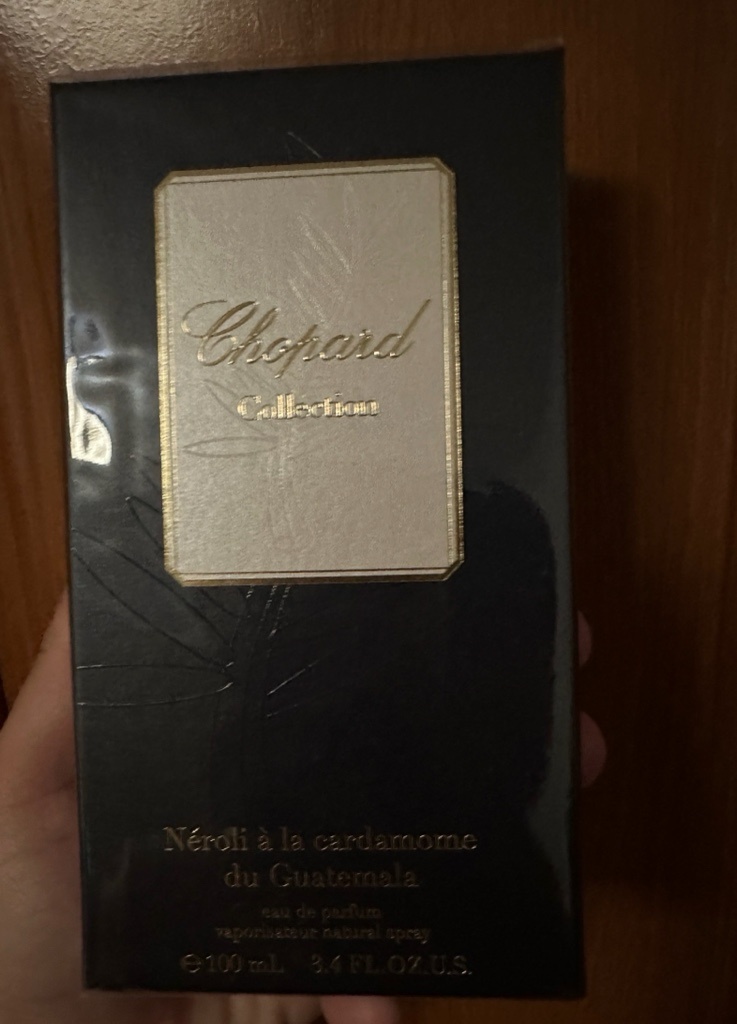 Chopard
Collection
Néroli à la cardamome
du Guatemala
eau de parfum
vaporisateur natural spray
℮ 100 mL 3.4 FL.OZ.U.S.